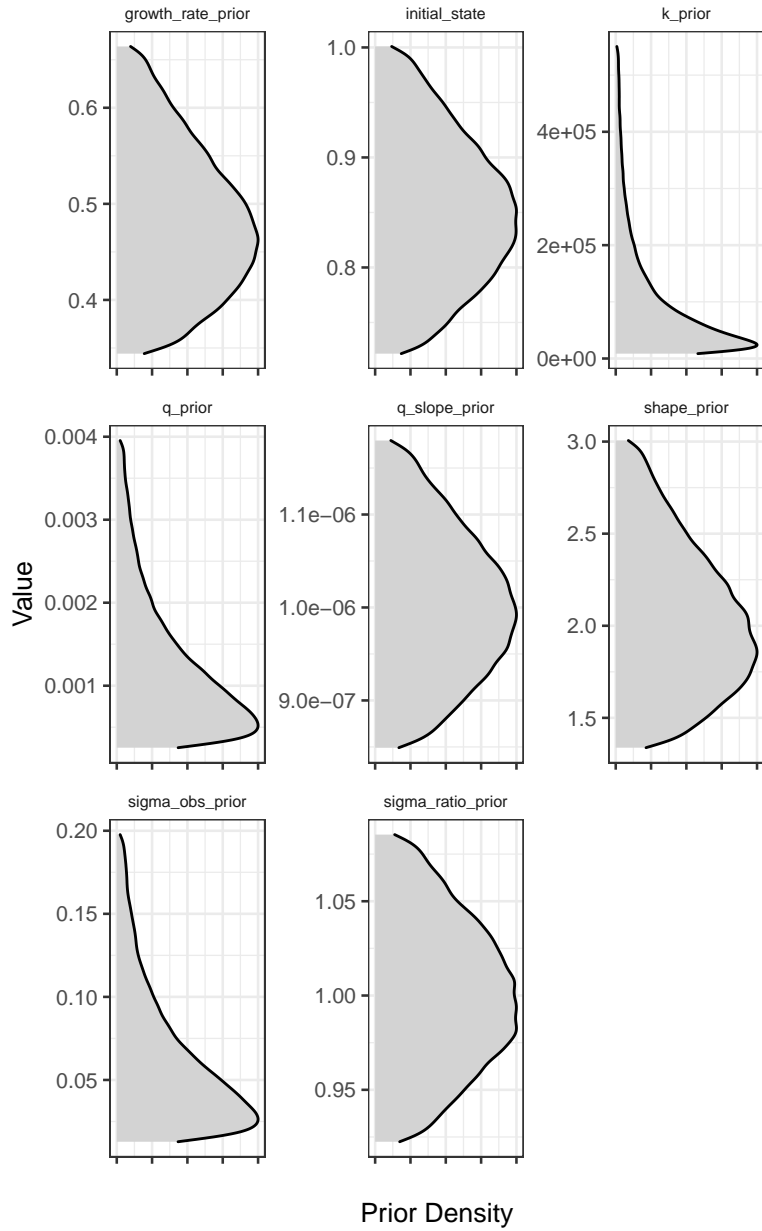 growth_rate_prior
initial_state
k_prior
0.6
0.5
0.4
1.0
0.9
0.8
4e+05
2e+05
0e+00
q_prior
q_slope_prior
shape_prior
0.004
0.003
0.002
0.001
1.1e−06
1.0e−06
9.0e−07
3.0
2.5
2.0
1.5
Value
sigma_obs_prior
sigma_ratio_prior
0.20
0.15
0.10
0.05
1.05
1.00
0.95
Prior Density